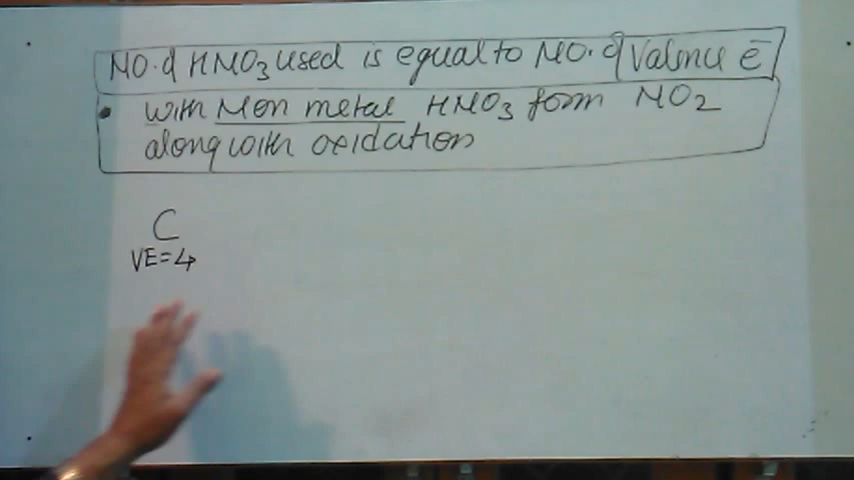 NO. of HNO3 used is equal to NO. of Valence e̅
• with Non metal HNO3 form NO2
along with oxidation
C
VE=4